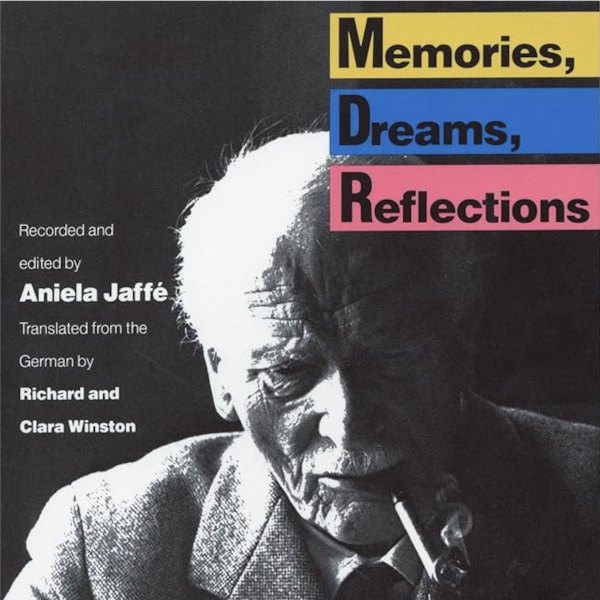 Memories,
Dreams,
Reflections
Recorded and
edited by
Aniela Jaffé
Translated from the
German by
Richard and
Clara Winston